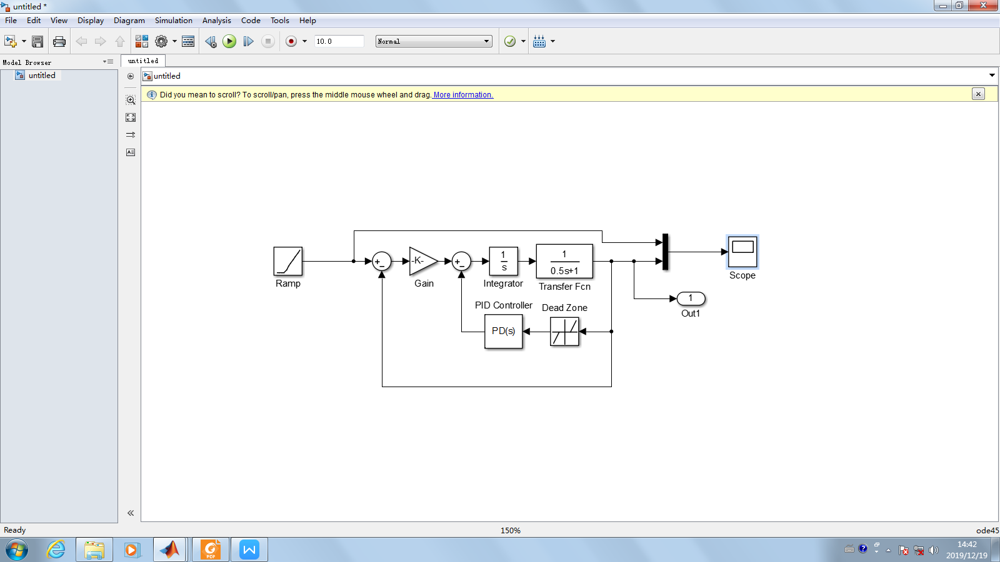 untitled *
File Edit View Display Diagram Simulation Analysis Code Tools Help
10.0 Normal
Model Browser
untitled
untitled
untitled
Did you mean to scroll? To scroll/pan, press the middle mouse wheel and drag. More information.
Ramp
+
−
-K-
Gain
+
−
1
s
Integrator
1
0.5s+1
Transfer Fcn
Scope
1
Out1
PID Controller
PD(s)
Dead Zone
Ready 150% ode45
PDF
14:42
2019/12/19